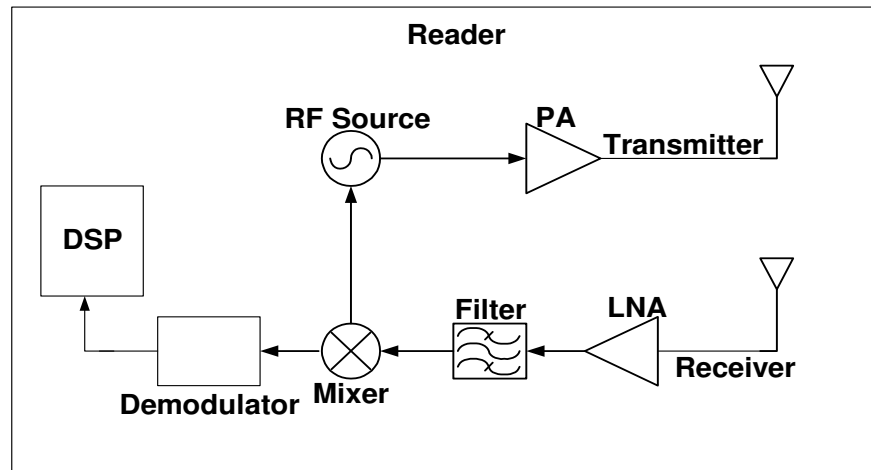 Reader
RF Source
PA
Transmitter
DSP
Filter
LNA
Receiver
Mixer
Demodulator